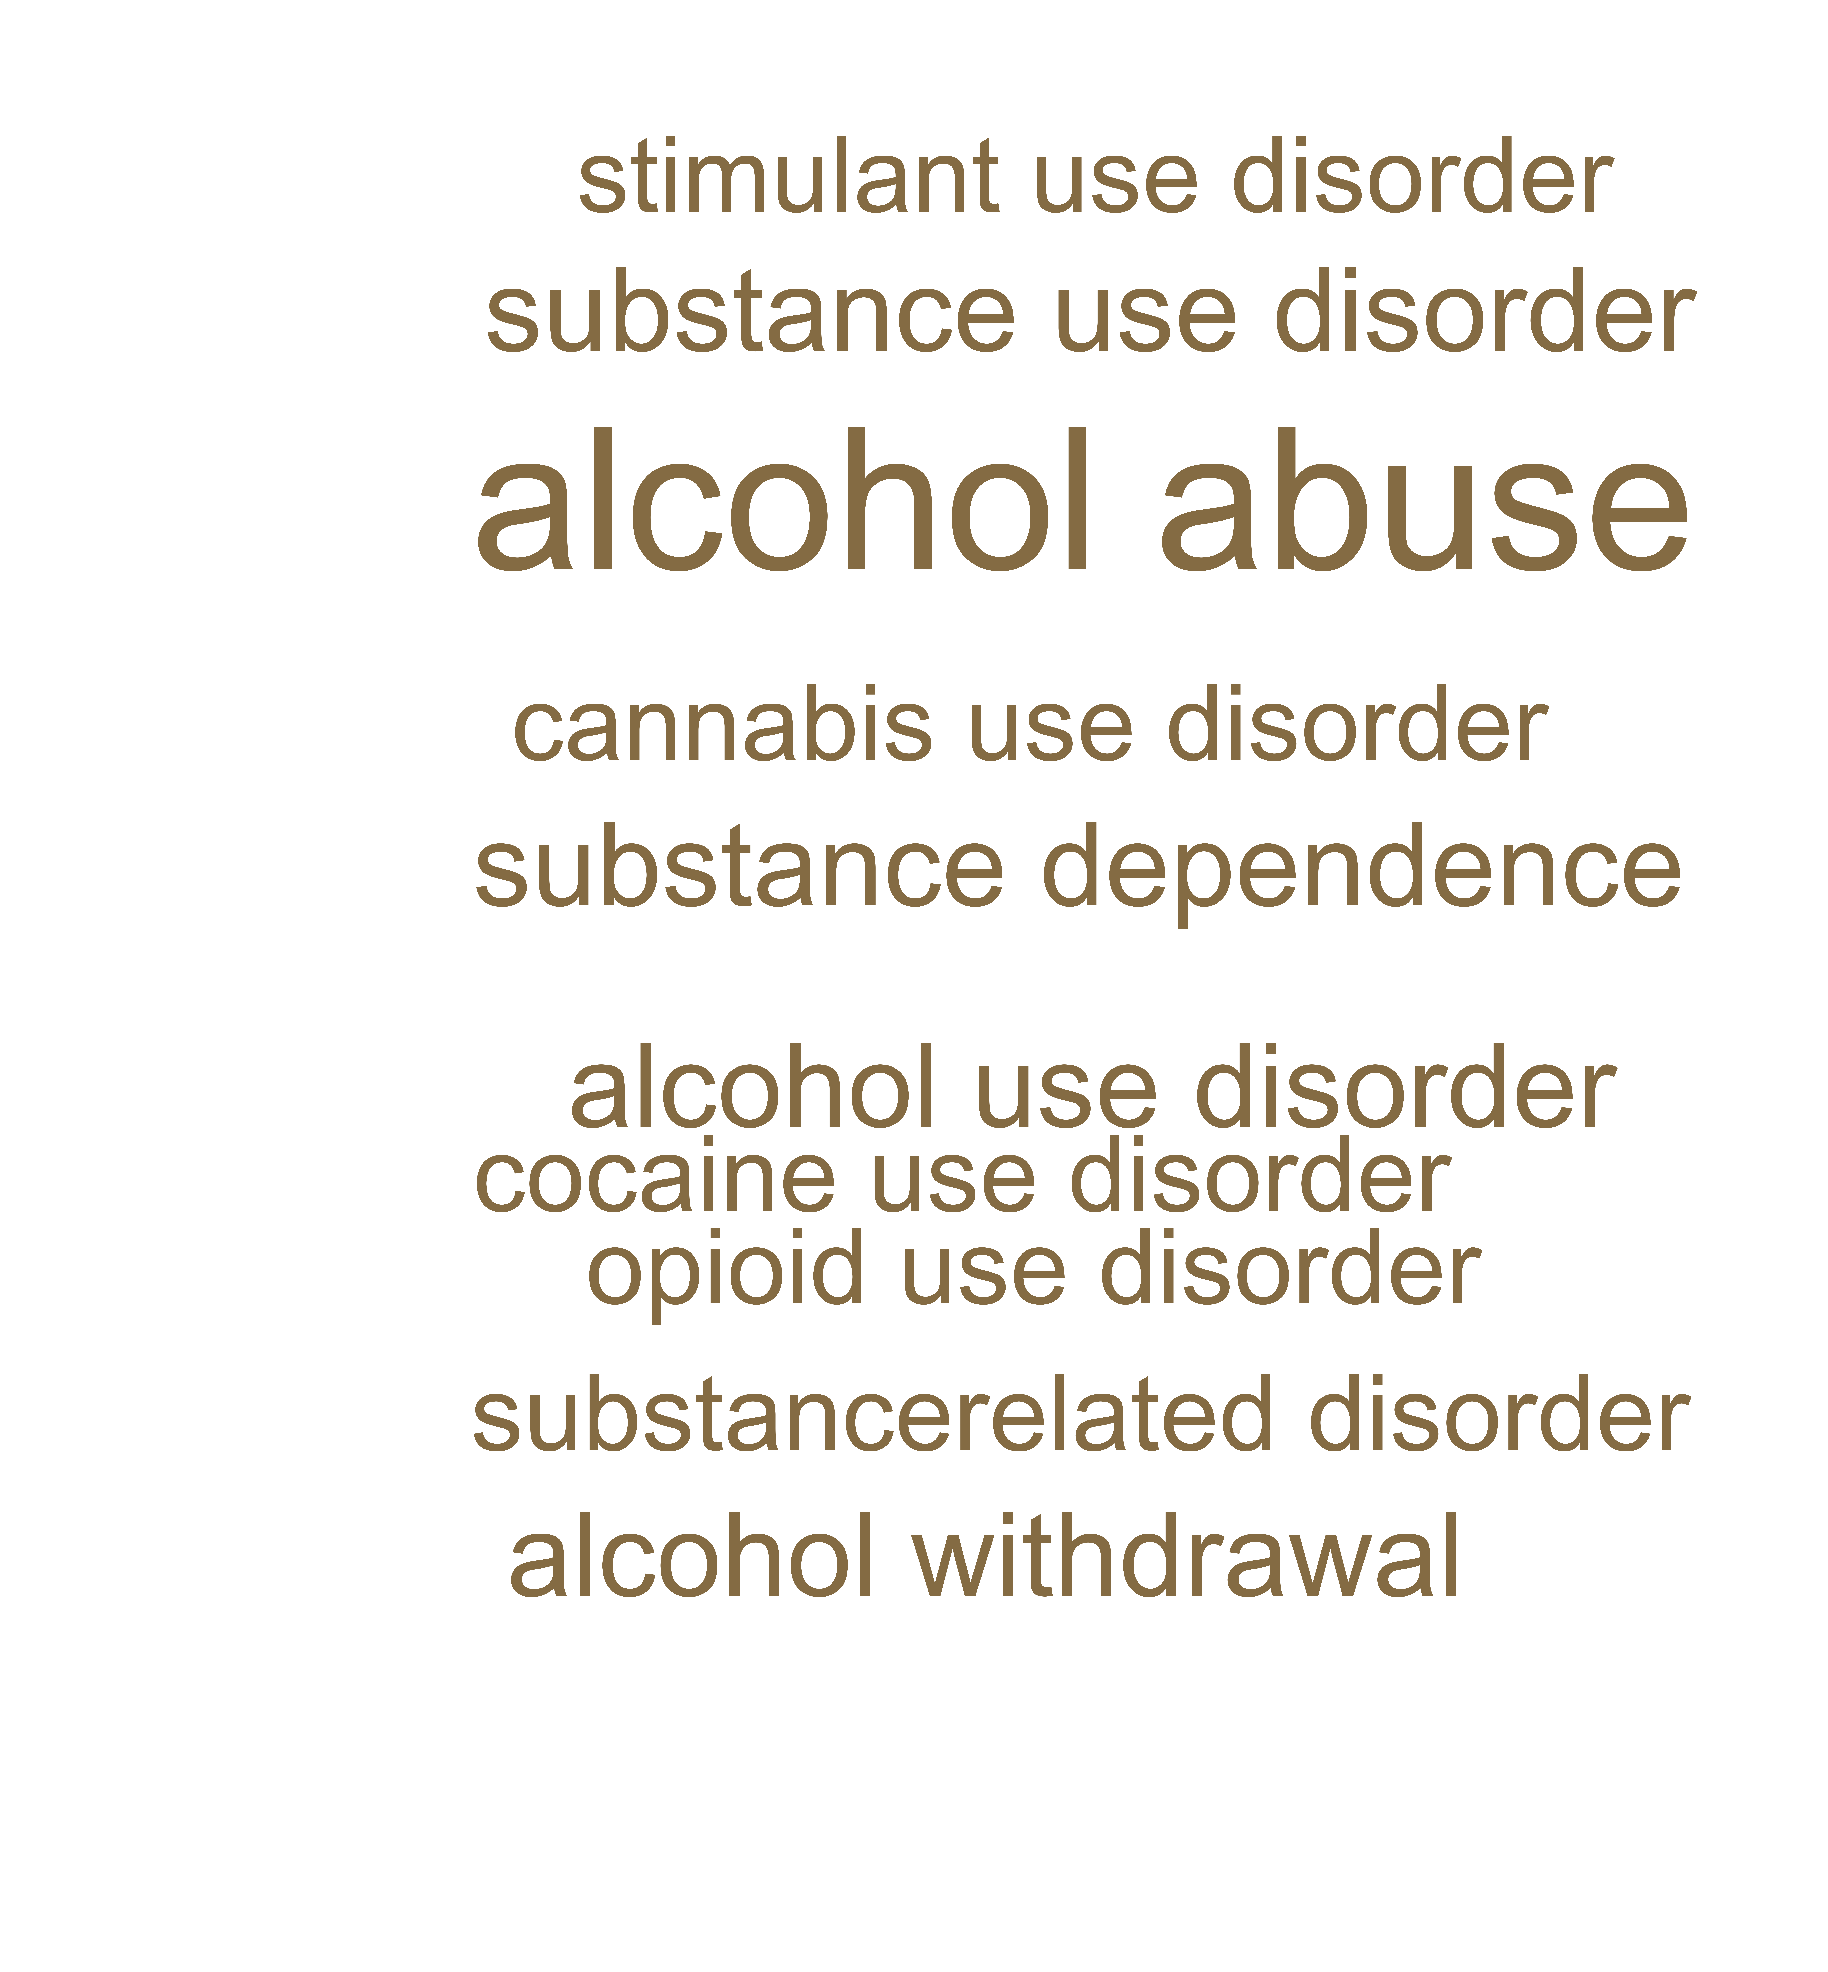 stimulant use disorder
substance use disorder
alcohol abuse
cannabis use disorder
substance dependence
alcohol use disorder
cocaine use disorder
opioid use disorder
substancerelated disorder
alcohol withdrawal